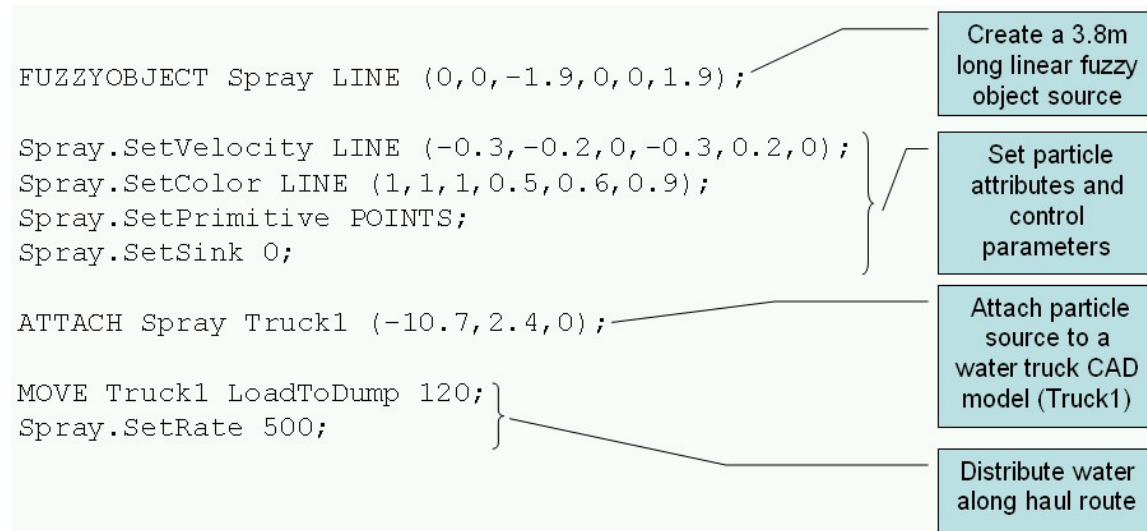 FUZZYOBJECT Spray LINE (0,0,-1.9,0,0,1.9);
Create a 3.8m
long linear fuzzy
object source
Spray.SetVelocity LINE (-0.3,-0.2,0,-0.3,0.2,0);
Spray.SetColor LINE (1,1,1,0.5,0.6,0.9);
Spray.SetPrimitive POINTS;
Spray.SetSink 0;
Set particle
attributes and
control
parameters
ATTACH Spray Truck1 (-10.7,2.4,0);
Attach particle
source to a
water truck CAD
model (Truck1)
MOVE Truck1 LoadToDump 120;
Spray.SetRate 500;
Distribute water
along haul route